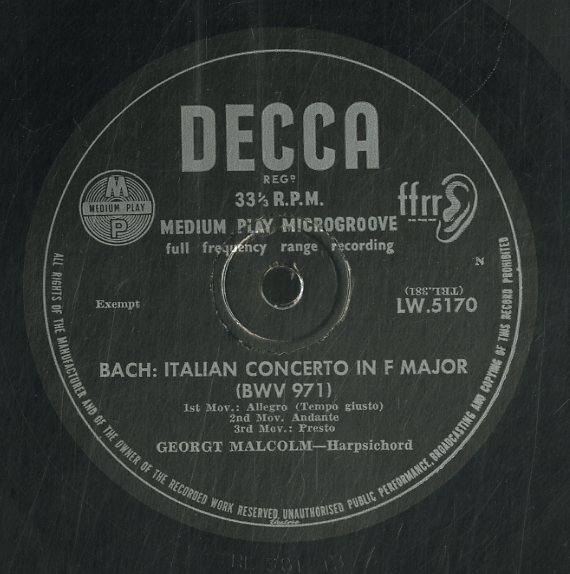 DECCA
REGᴰ
33⅓ R.P.M.
MEDIUM PLAY MICROGROOVE
full frequency range recording
M
MEDIUM PLAY
P
ffrr
N
Exempt
(TRL.381)
LW.5170
BACH: ITALIAN CONCERTO IN F MAJOR
(BWV 971)
1st Mov.: Allegro (Tempo giusto)
2nd Mov. Andante
3rd Mov.: Presto
GEORGT MALCOLM—Harpsichord
ALL RIGHTS OF THE MANUFACTURER AND OF THE OWNER OF THE RECORDED WORK RESERVED. UNAUTHORISED PUBLIC PERFORMANCE, BROADCASTING AND COPYING OF THIS RECORD PROHIBITED